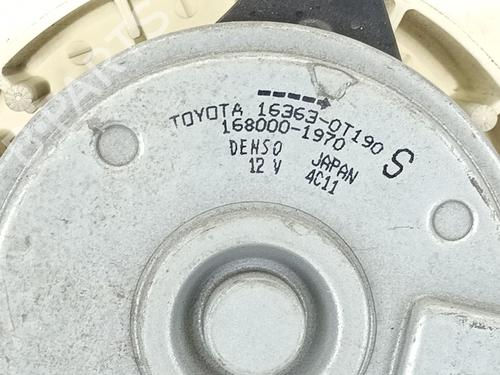 TOYOTA 16363-0T190
168000-1970
DENSO JAPAN S
12 V 4C11